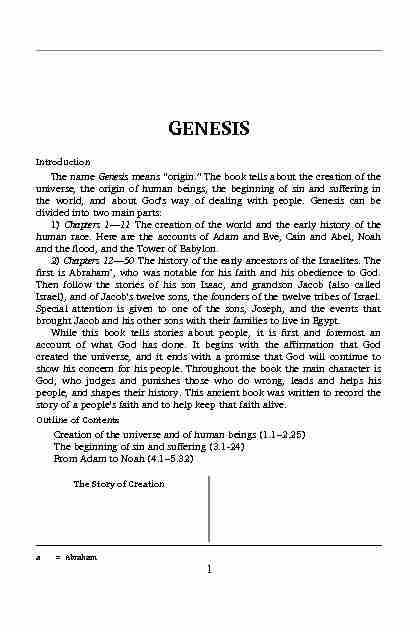 GENESIS
Introduction
The name Genesis means "origin." The book tells about the creation of the
universe, the origin of human beings, the beginning of sin and suffering in
the world, and about God's way of dealing with people. Genesis can be
divided into two main parts:
1) Chapters 1—11 The creation of the world and the early history of the
human race. Here are the accounts of Adam and Eve, Cain and Abel, Noah
and the flood, and the Tower of Babylon.
2) Chapters 12—50 The history of the early ancestors of the Israelites. The
first is Abrahamª, who was notable for his faith and his obedience to God.
Then follow the stories of his son Isaac, and grandson Jacob (also called
Israel), and of Jacob's twelve sons, the founders of the twelve tribes of Israel.
Special attention is given to one of the sons, Joseph, and the events that
brought Jacob and his other sons with their families to live in Egypt.
While this book tells stories about people, it is first and foremost an
account of what God has done. It begins with the affirmation that God
created the universe, and it ends with a promise that God will continue to
show his concern for his people. Throughout the book the main character is
God, who judges and punishes those who do wrong, leads and helps his
people, and shapes their history. This ancient book was written to record the
story of a people's faith and to help keep that faith alive.
Outline of Contents
Creation of the universe and of human beings (1.1–2.25)
The beginning of sin and suffering (3.1-24)
From Adam to Noah (4.1–5.32)
The Story of Creation
a = Abraham
1